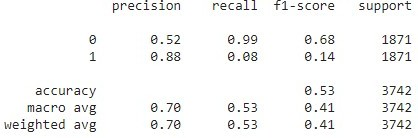 precision recall f1-score support
0 0.52 0.99 0.68 1871
1 0.88 0.08 0.14 1871
accuracy 0.53 3742
macro avg 0.70 0.53 0.41 3742
weighted avg 0.70 0.53 0.41 3742